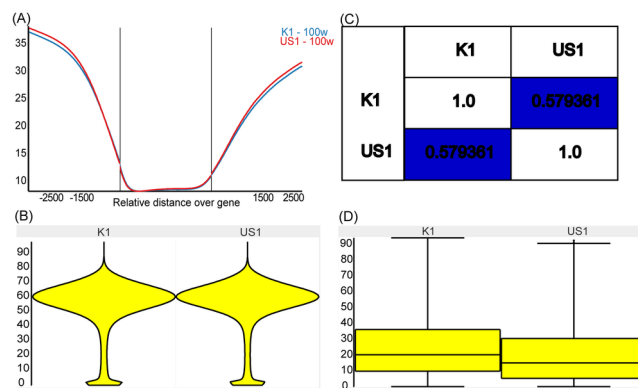 (A)
K1 - 100w
US1 - 100w
35
30
25
20
15
10
-2500 -1500 1500 2500
Relative distance over gene
(B)
K1 US1
90
80
70
60
50
40
30
20
10
0
(C)
K1 US1
K1 1.0 0.579361
US1 0.579361 1.0
(D)
K1 US1
90
80
70
60
50
40
30
20
10
0